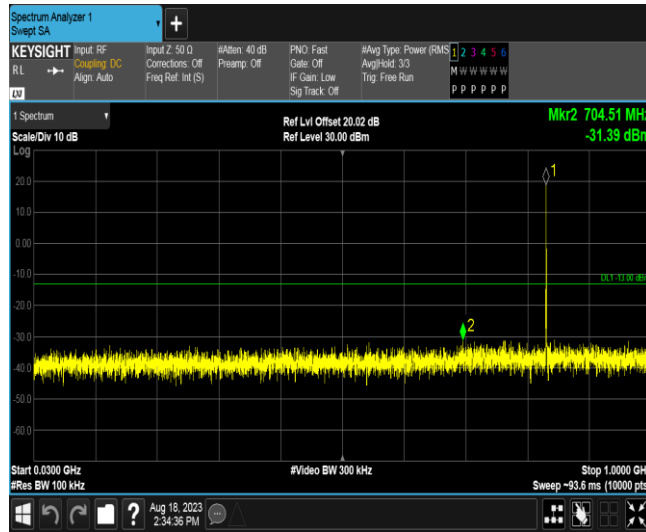 Spectrum Analyzer 1
Swept SA
+
KEYSIGHT Input: RF Input Z: 50 Ω #Atten: 40 dB PNO: Fast #Avg Type: Power (RMS 1 2 3 4 5 6
RL Coupling: DC Corrections: Off Preamp: Off Gate: Off Avg|Hold: 3/3 M W W W W W
Align: Auto Freq Ref: Int (S) IF Gain: Low Trig: Free Run
Sig Track: Off P P P P P P
LXI
1 Spectrum Ref Lvl Offset 20.02 dB Mkr2 704.51 MHz
Scale/Div 10 dB Ref Level 30.00 dBm -31.39 dBm
Log
1
20.0
10.0
0.00
-10.0
DL1 -13.00 dBm
-20.0
2
-30.0
-40.0
-50.0
-60.0
Start 0.0300 GHz #Video BW 300 kHz Stop 1.0000 GHz
#Res BW 100 kHz Sweep ~93.6 ms (10000 pts
? Aug 18, 2023
2:34:36 PM